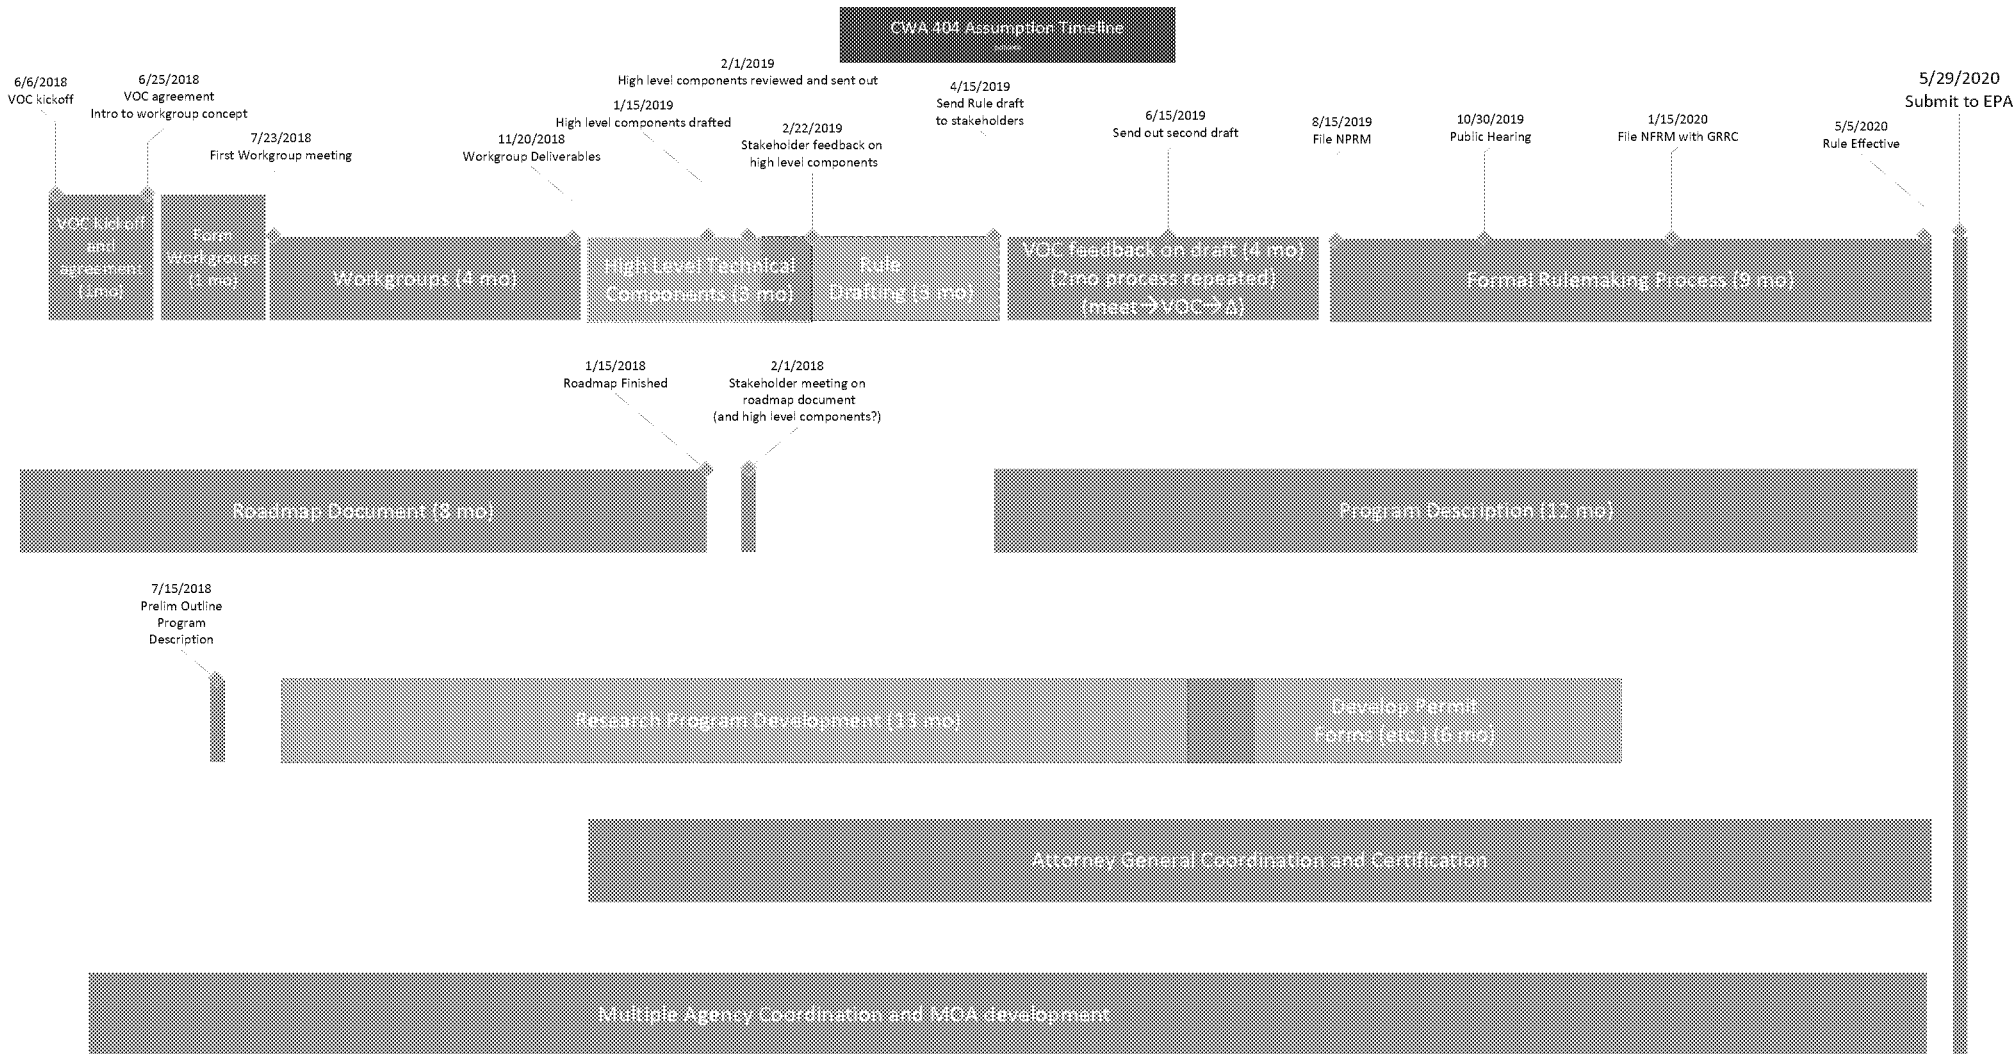 CWA 404 Assumption Timeline
6/6/2018
VOC kickoff
6/25/2018
VOC agreement
Intro to workgroup concept
7/23/2018
First Workgroup meeting
11/20/2018
Workgroup Deliverables
1/15/2019
High level components drafted
2/1/2019
High level components reviewed and sent out
2/22/2019
Stakeholder feedback on
high level components
4/15/2019
Send Rule draft
to stakeholders
6/15/2019
Send out second draft
8/15/2019
File NPRM
10/30/2019
Public Hearing
1/15/2020
File NFRM with GRRC
5/5/2020
Rule Effective
5/29/2020
Submit to EPA
VOC kickoff
and
agreement
(1mo)
Form
Workgroups
(1 mo)
Workgroups (4 mo)
High Level Technical
Components (3 mo)
Rule
Drafting (3 mo)
VOC feedback on draft (4 mo)
(2mo process repeated)
(meet→VOC→Δ)
Formal Rulemaking Process (9 mo)
1/15/2018
Roadmap Finished
2/1/2018
Stakeholder meeting on
roadmap document
(and high level components?)
Roadmap Document (8 mo)
Program Description (12 mo)
7/15/2018
Prelim Outline
Program
Description
Research Program Development (13 mo)
Develop Permit
Forms (etc.) (6 mo)
Attorney General Coordination and Certification
Multiple Agency Coordination and MOA development